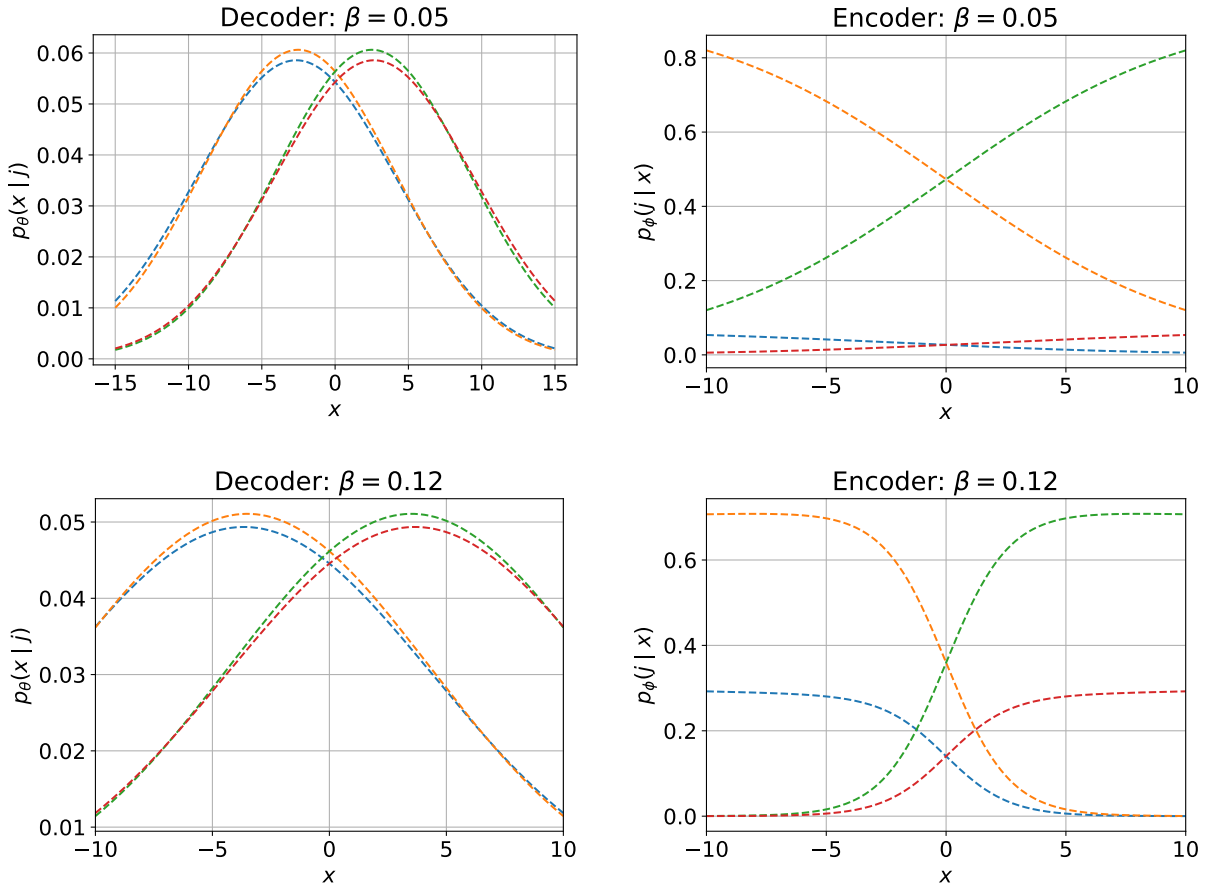 Decoder: β = 0.05
p_θ(x | j)
0.06
0.05
0.04
0.03
0.02
0.01
0.00
−15 −10 −5 0 5 10 15
x
Encoder: β = 0.05
p_ϕ(j | x)
0.8
0.6
0.4
0.2
0.0
−10 −5 0 5 10
x
Decoder: β = 0.12
p_θ(x | j)
0.05
0.04
0.03
0.02
0.01
−10 −5 0 5 10
x
Encoder: β = 0.12
p_ϕ(j | x)
0.6
0.4
0.2
0.0
−10 −5 0 5 10
x